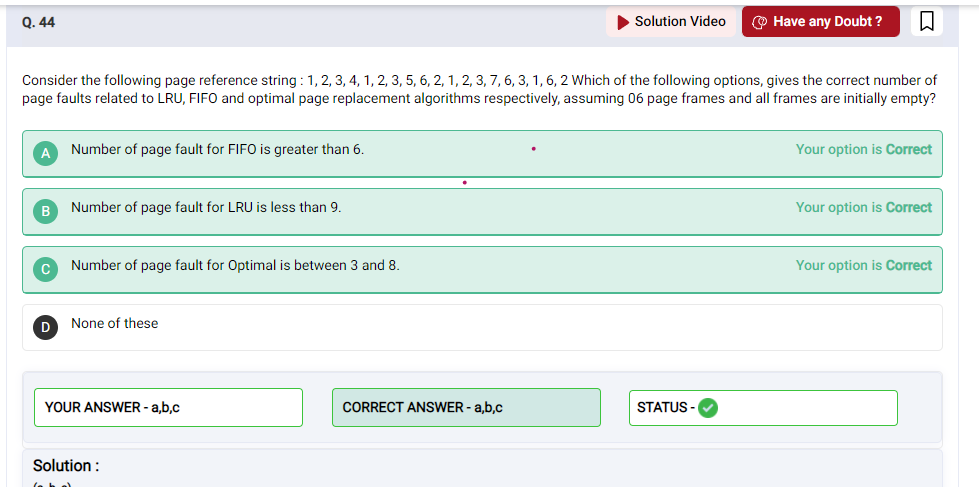 Q. 44
Solution Video
Have any Doubt ?
Consider the following page reference string : 1, 2, 3, 4, 1, 2, 3, 5, 6, 2, 1, 2, 3, 7, 6, 3, 1, 6, 2 Which of the following options, gives the correct number of
page faults related to LRU, FIFO and optimal page replacement algorithms respectively, assuming 06 page frames and all frames are initially empty?
A Number of page fault for FIFO is greater than 6. Your option is Correct
B Number of page fault for LRU is less than 9. Your option is Correct
C Number of page fault for Optimal is between 3 and 8. Your option is Correct
D None of these
YOUR ANSWER - a,b,c
CORRECT ANSWER - a,b,c
STATUS -
Solution :